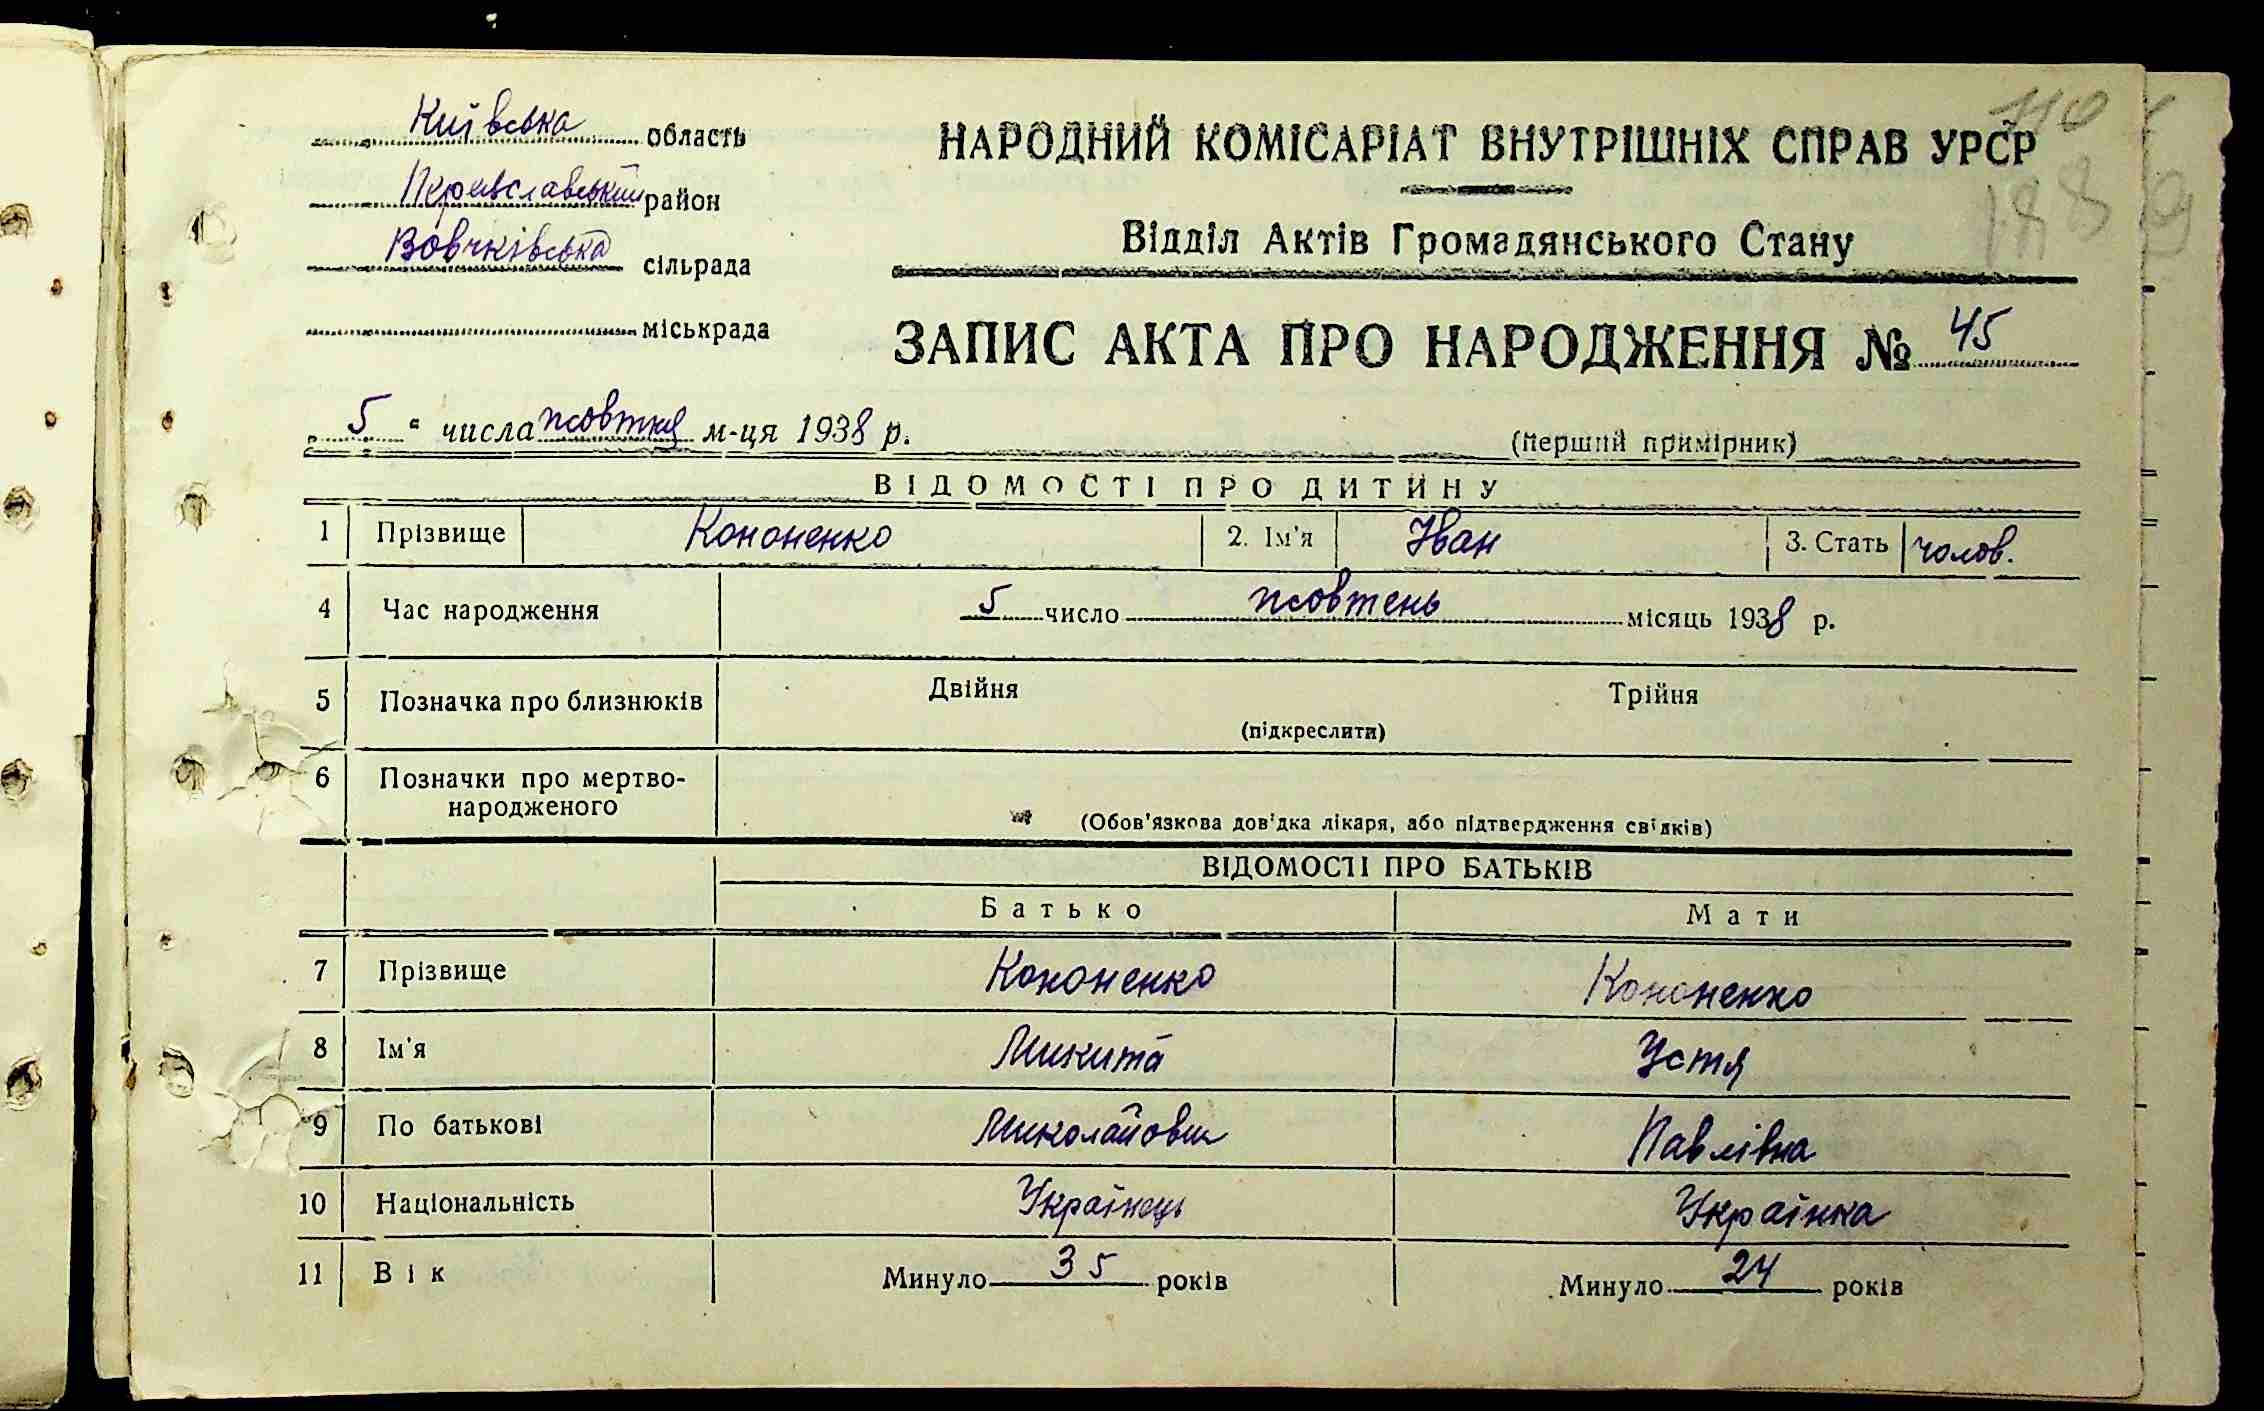 Київська область
Переяславський район
Вовчківська сільрада
міськрада
110
188
НАРОДНИЙ КОМІСАРІАТ ВНУТРІШНІХ СПРАВ УРСР
Відділ Актів Громадянського Стану
ЗАПИС АКТА ПРО НАРОДЖЕННЯ № 45
„ 5 “ числа жовтня м-ця 1938 р.
(перший примірник)
ВІДОМОСТІ ПРО ДИТИНУ
1 Прізвище Кононенко 2. Ім'я Іван 3. Стать чолов.
4 Час народження 5 число жовтень місяць 1938 р.
5 Позначка про близнюків Двійня Трійня
(підкреслити)
6 Позначки про мертво-
народженого
(Обов'язкова дов'дка лікаря, або підтвердження свідків)
ВІДОМОСТІ ПРО БАТЬКІВ
Батько Мати
7 Прізвище Кононенко Кононенко
8 Ім'я Микита Устя
9 По батькові Миколайович Павлівна
10 Національність Українець Українка
11 Вік Минуло 35 років Минуло 24 років